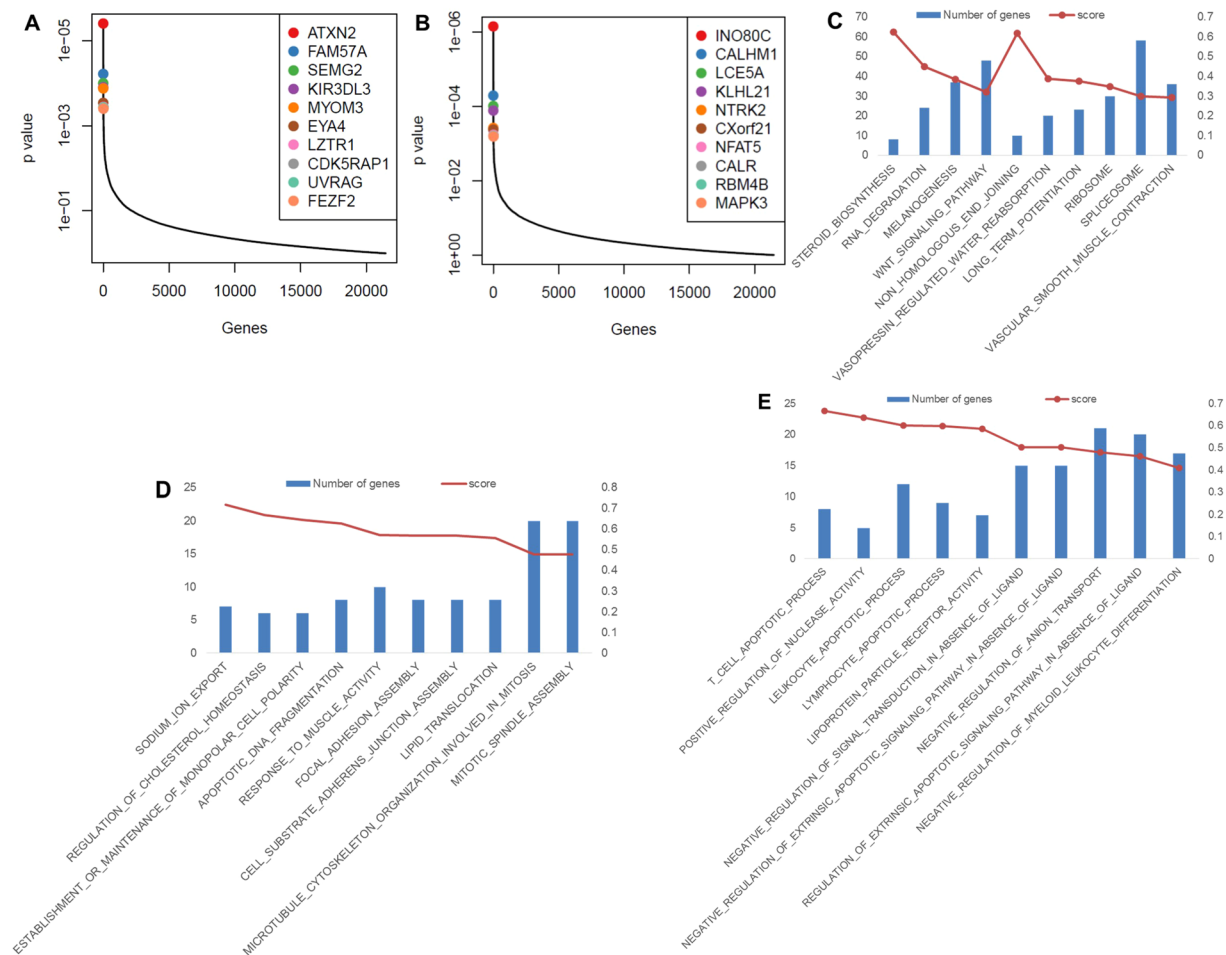 A
p value
1e-05
1e-03
1e-01
0
5000
10000
15000
20000
Genes
ATXN2
FAM57A
SEMG2
KIR3DL3
MYOM3
EYA4
LZTR1
CDK5RAP1
UVRAG
FEZF2
B
p value
1e-06
1e-04
1e-02
1e+00
0
5000
10000
15000
20000
Genes
INO80C
CALHM1
LCE5A
KLHL21
NTRK2
CXorf21
NFAT5
CALR
RBM4B
MAPK3
C
Number of genes
score
70
60
50
40
30
20
10
0
0.7
0.6
0.5
0.4
0.3
0.2
0.1
0
STEROID_BIOSYNTHESIS
RNA_DEGRADATION
MELANOGENESIS
WNT_SIGNALING_PATHWAY
NON_HOMOLOGOUS_END_JOINING
VASOPRESSIN_REGULATED_WATER_REABSORPTION
LONG_TERM_POTENTIATION
RIBOSOME
SPLICEOSOME
VASCULAR_SMOOTH_MUSCLE_CONTRACTION
D
Number of genes
score
25
20
15
10
5
0
0.8
0.7
0.6
0.5
0.4
0.3
0.2
0.1
0
SODIUM_ION_EXPORT
REGULATION_OF_CHOLESTEROL_HOMEOSTASIS
ESTABLISHMENT_OR_MAINTENANCE_OF_MONOPOLAR_CELL_POLARITY
APOPTOTIC_DNA_FRAGMENTATION
RESPONSE_TO_MUSCLE_ACTIVITY
FOCAL_ADHESION_ASSEMBLY
CELL_SUBSTRATE_ADHERENS_JUNCTION_ASSEMBLY
LIPID_TRANSLOCATION
MICROTUBULE_CYTOSKELETON_ORGANIZATION_INVOLVED_IN_MITOSIS
MITOTIC_SPINDLE_ASSEMBLY
E
Number of genes
score
25
20
15
10
5
0
0.7
0.6
0.5
0.4
0.3
0.2
0.1
0
T_CELL_APOPTOTIC_PROCESS
POSITIVE_REGULATION_OF_NUCLEASE_ACTIVITY
LEUKOCYTE_APOPTOTIC_PROCESS
LYMPHOCYTE_APOPTOTIC_PROCESS
LIPOPROTEIN_PARTICLE_RECEPTOR_ACTIVITY
NEGATIVE_REGULATION_OF_SIGNAL_TRANSDUCTION_IN_ABSENCE_OF_LIGAND
NEGATIVE_REGULATION_OF_EXTRINSIC_APOPTOTIC_SIGNALING_PATHWAY_IN_ABSENCE_OF_LIGAND
NEGATIVE_REGULATION_OF_ANION_TRANSPORT
REGULATION_OF_EXTRINSIC_APOPTOTIC_SIGNALING_PATHWAY_IN_ABSENCE_OF_LIGAND
NEGATIVE_REGULATION_OF_MYELOID_LEUKOCYTE_DIFFERENTIATION